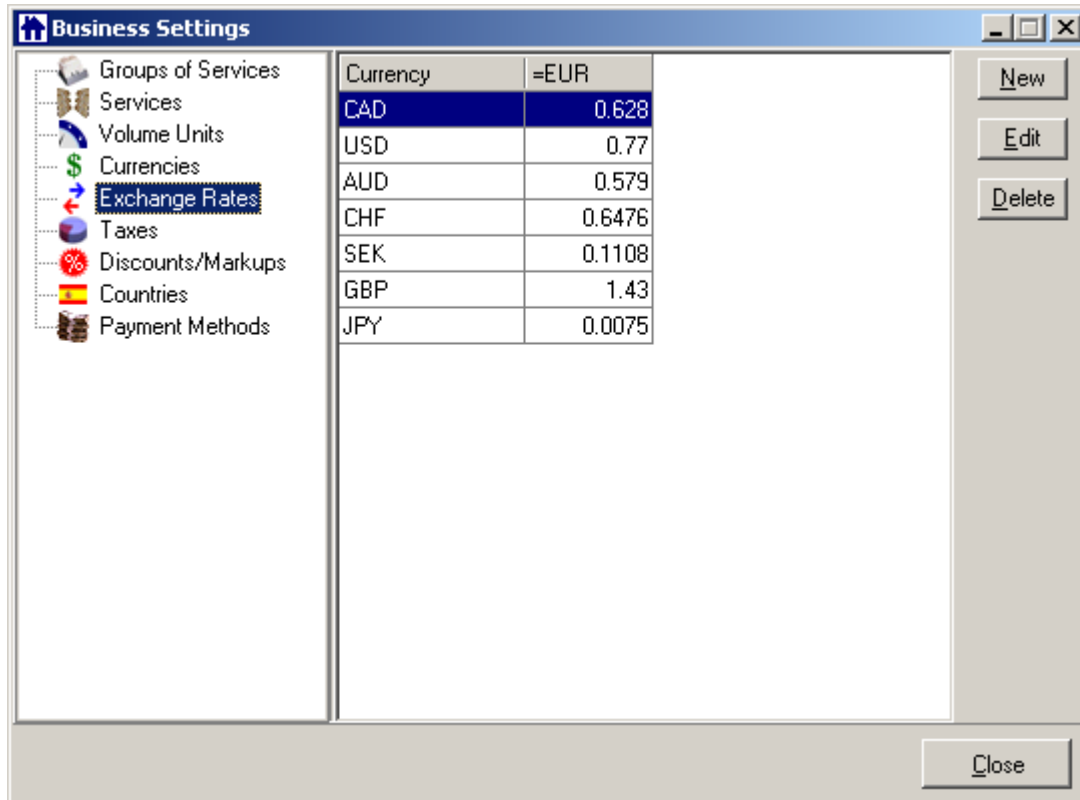 Business Settings
Groups of Services
Services
Volume Units
Currencies
Exchange Rates
Taxes
Discounts/Markups
Countries
Payment Methods
Currency =EUR
CAD 0.628
USD 0.77
AUD 0.579
CHF 0.6476
SEK 0.1108
GBP 1.43
JPY 0.0075
New
Edit
Delete
Close